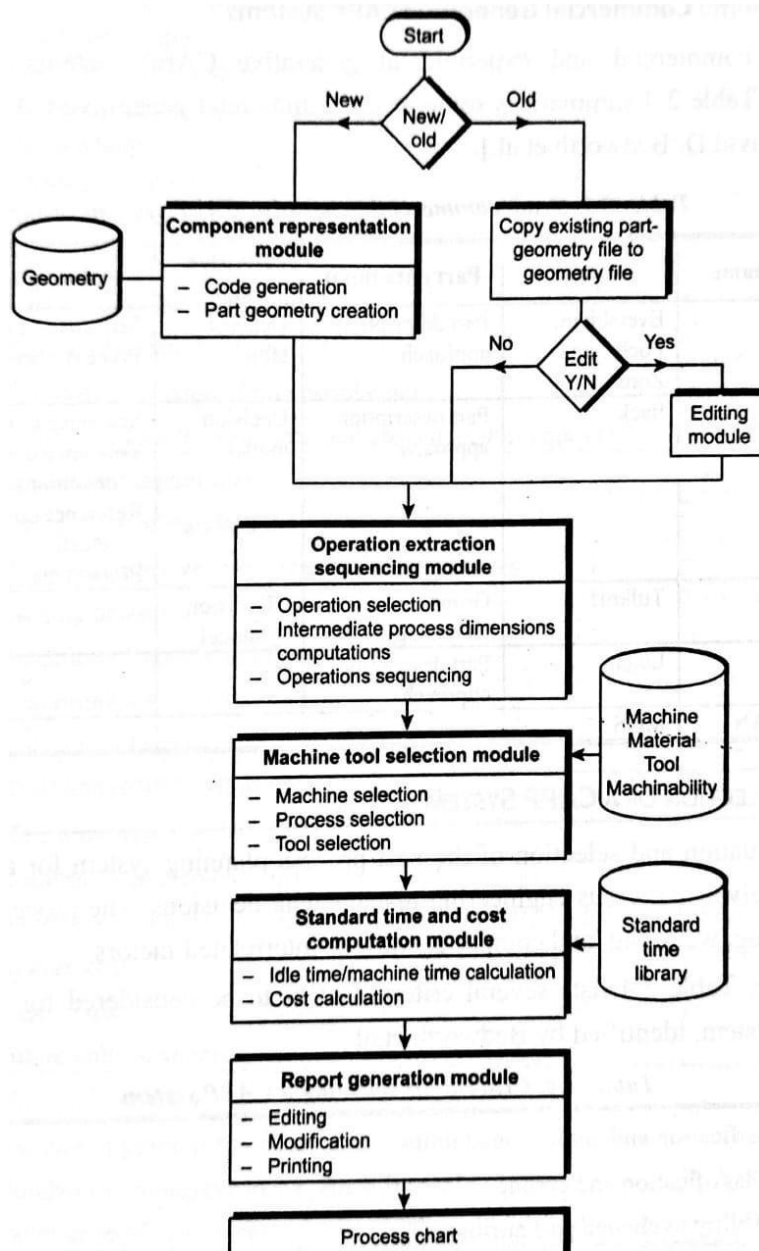 Start
New
Old
New/
old
Component representation
module
– Code generation
– Part geometry creation
Geometry
Copy existing part-
geometry file to
geometry file
No
Yes
Edit
Y/N
Editing
module
Operation extraction
sequencing module
– Operation selection
– Intermediate process dimensions
computations
– Operations sequencing
Machine tool selection module
– Machine selection
– Process selection
– Tool selection
Machine
Material
Tool
Machinability
Standard time and cost
computation module
– Idle time/machine time calculation
– Cost calculation
Standard
time
library
Report generation module
– Editing
– Modification
– Printing
Process chart